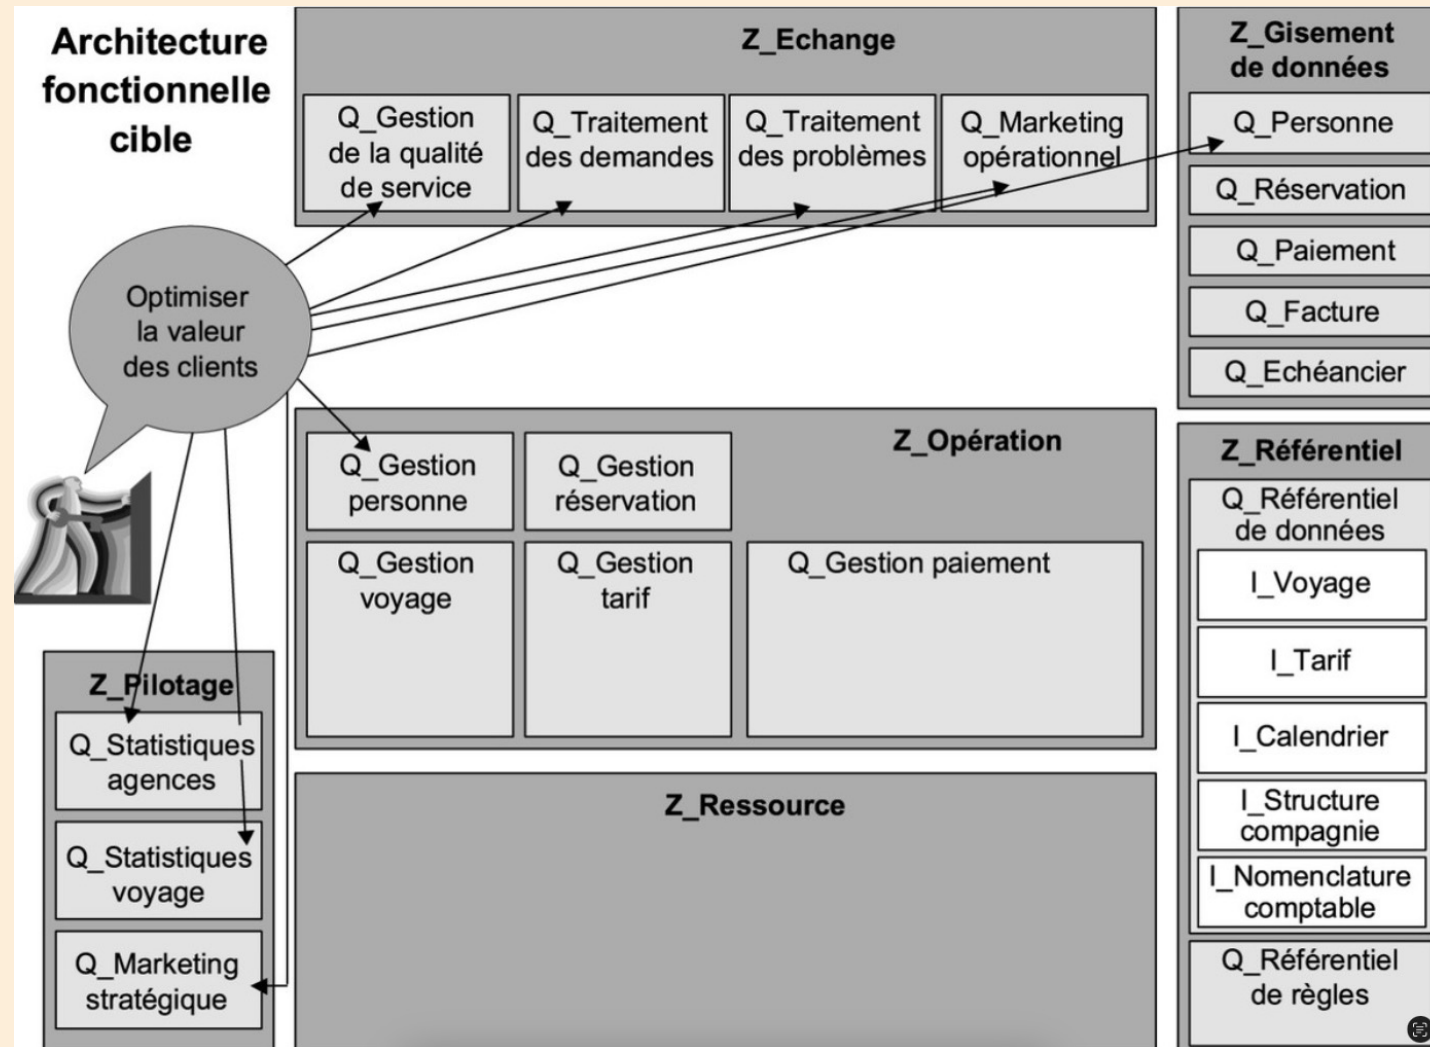 Architecture
fonctionnelle
cible
Z_Echange
Q_Gestion
de la qualité
de service
Q_Traitement
des demandes
Q_Traitement
des problèmes
Q_Marketing
opérationnel
Z_Gisement
de données
Q_Personne
Q_Réservation
Q_Paiement
Q_Facture
Q_Echéancier
Optimiser
la valeur
des clients
Z_Opération
Q_Gestion
personne
Q_Gestion
réservation
Q_Gestion
voyage
Q_Gestion
tarif
Q_Gestion paiement
Z_Référentiel
Q_Référentiel
de données
I_Voyage
I_Tarif
I_Calendrier
I_Structure
compagnie
I_Nomenclature
comptable
Q_Référentiel
de règles
Z_Pilotage
Q_Statistiques
agences
Q_Statistiques
voyage
Q_Marketing
stratégique
Z_Ressource